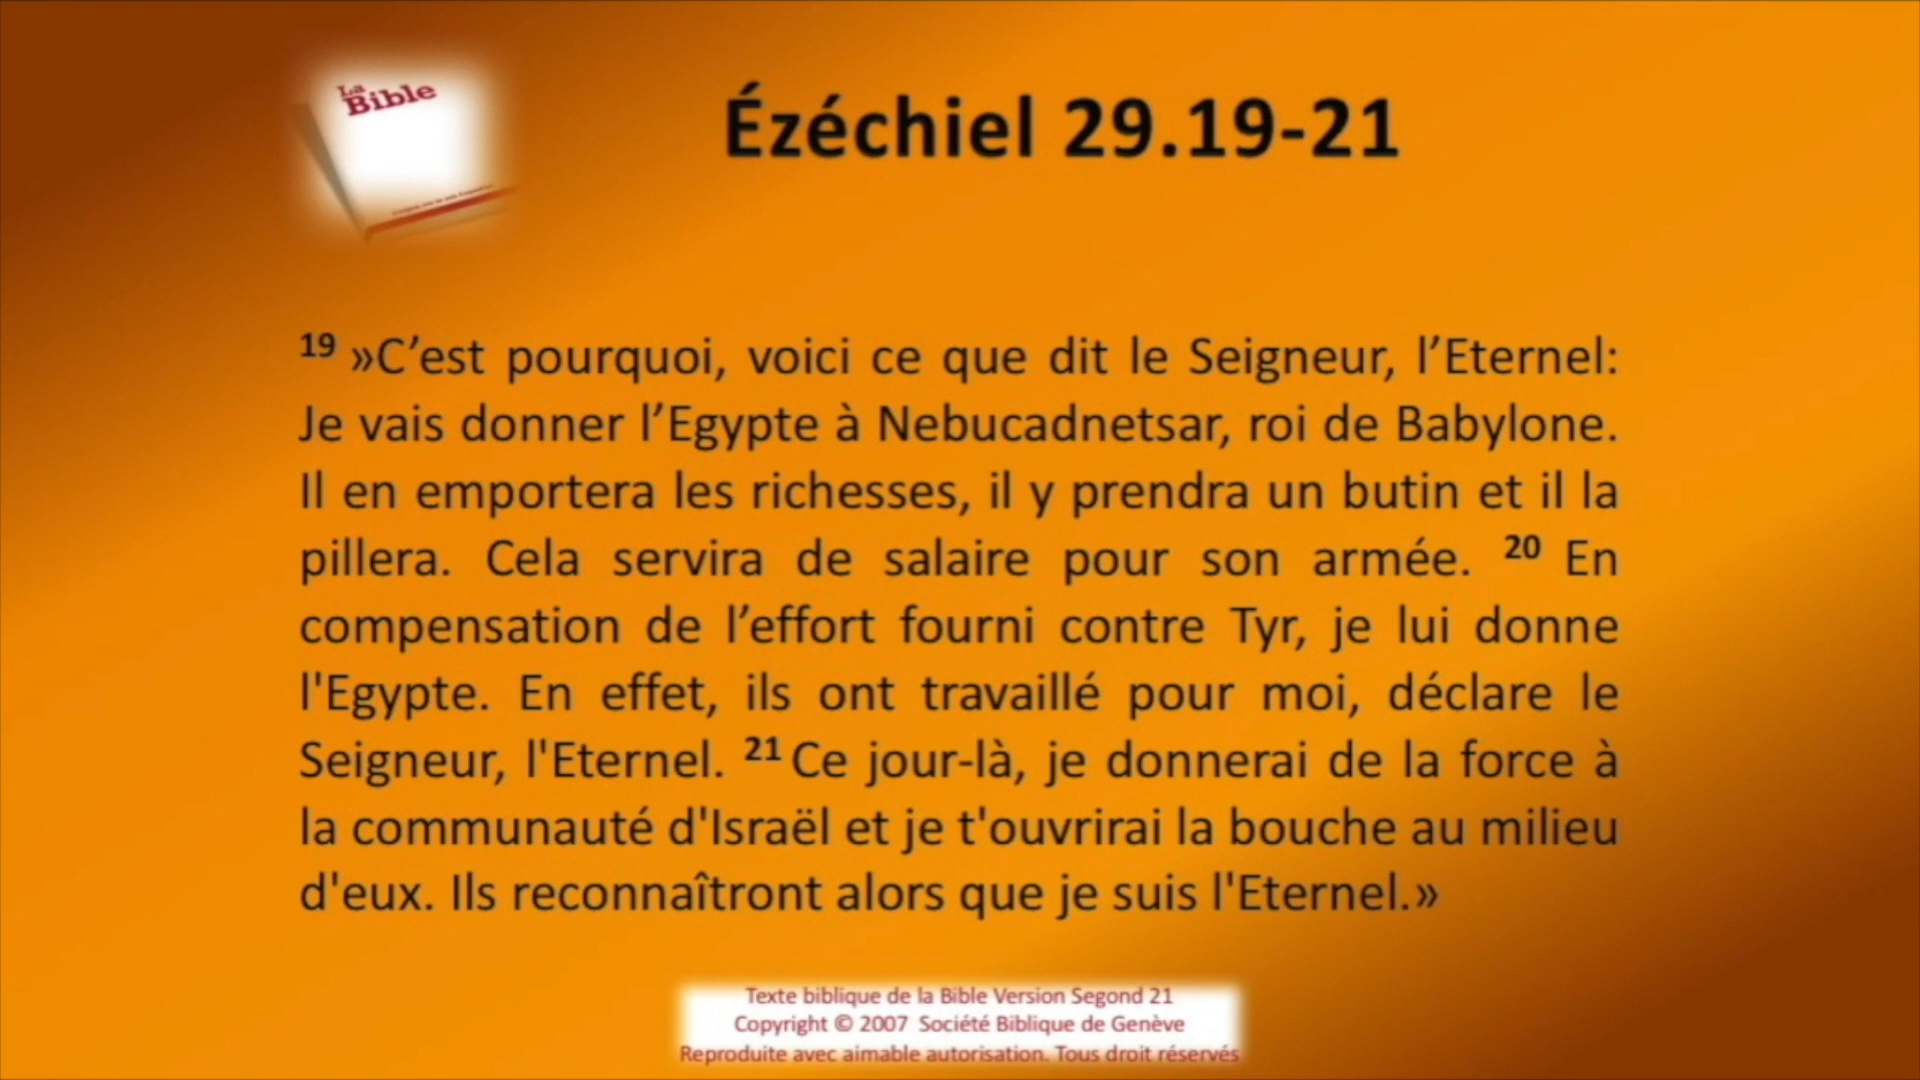 La
Bible
Ézéchiel 29.19-21
19 »C’est pourquoi, voici ce que dit le Seigneur, l’Eternel:
Je vais donner l’Egypte à Nebucadnetsar, roi de Babylone.
Il en emportera les richesses, il y prendra un butin et il la
pillera. Cela servira de salaire pour son armée. 20 En
compensation de l’effort fourni contre Tyr, je lui donne
l'Egypte. En effet, ils ont travaillé pour moi, déclare le
Seigneur, l'Eternel. 21 Ce jour-là, je donnerai de la force à
la communauté d'Israël et je t'ouvrirai la bouche au milieu
d'eux. Ils reconnaîtront alors que je suis l'Eternel.»
Texte biblique de la Bible Version Segond 21
Copyright © 2007 Société Biblique de Genève
Reproduite avec aimable autorisation. Tous droit réservés